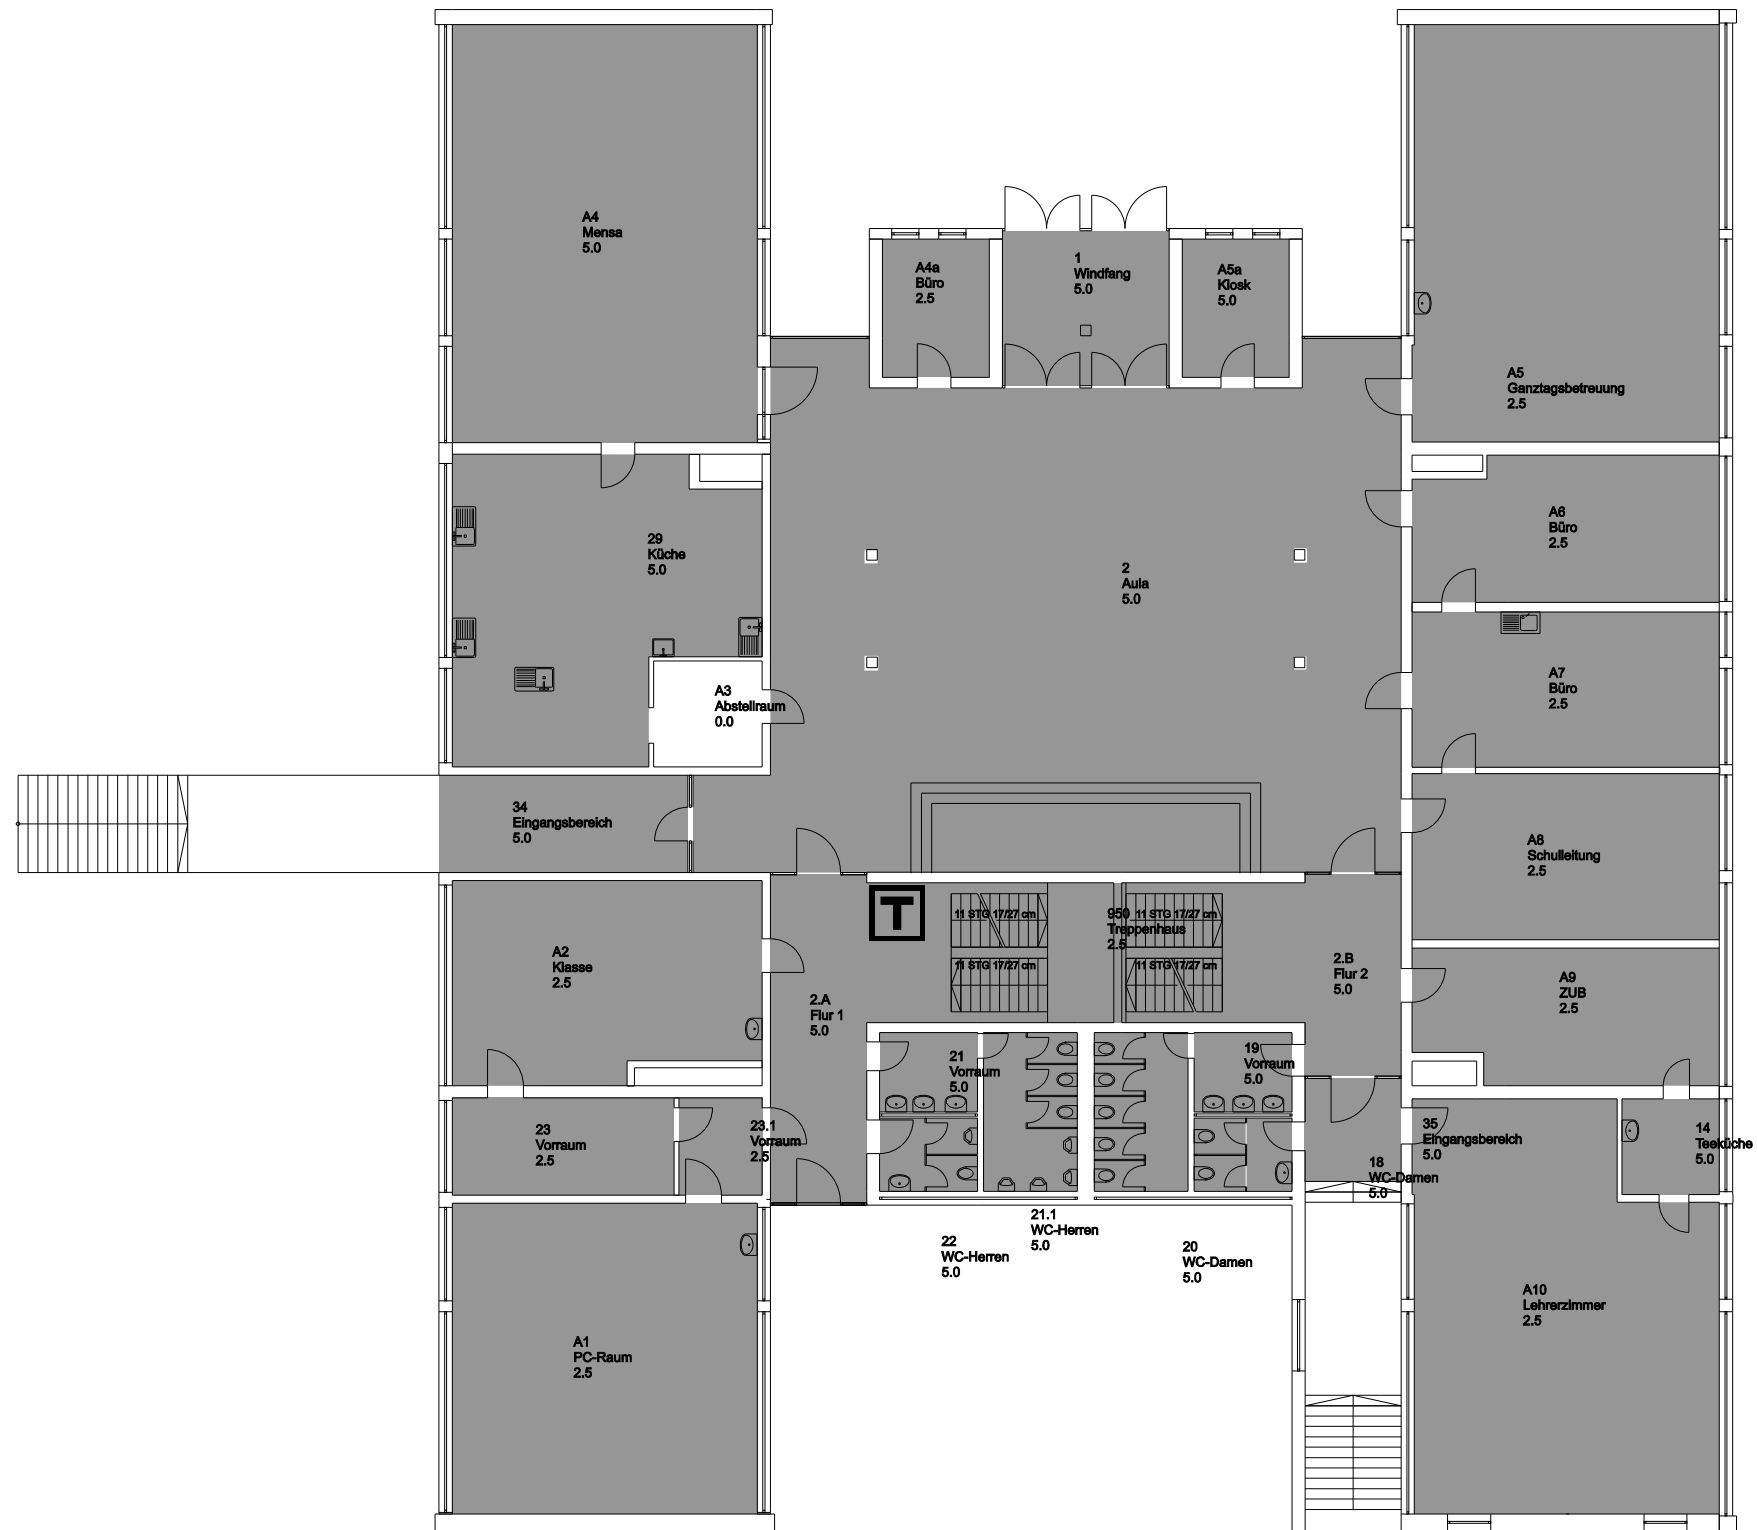 A4
Mensa
5.0
A4a
Büro
2.5
1
Windfang
5.0
A5a
Kiosk
5.0
A5
Ganztagsbetreuung
2.5
29
Küche
5.0
2
Aula
5.0
A6
Büro
2.5
A7
Büro
2.5
A3
Abstellraum
0.0
34
Eingangsbereich
5.0
A8
Schulleitung
2.5
T
11 STG 17/27 cm
950
Treppenhaus
2.5
11 STG 17/27 cm
11 STG 17/27 cm
11 STG 17/27 cm
A2
Klasse
2.5
2.A
Flur 1
5.0
2.B
Flur 2
5.0
A9
ZUB
2.5
21
Vorraum
5.0
19
Vorraum
5.0
23
Vorraum
2.5
23.1
Vorraum
2.5
35
Eingangsbereich
5.0
14
Teeküche
5.0
18
WC-Damen
5.0
22
WC-Herren
5.0
21.1
WC-Herren
5.0
20
WC-Damen
5.0
A1
PC-Raum
2.5
A10
Lehrerzimmer
2.5